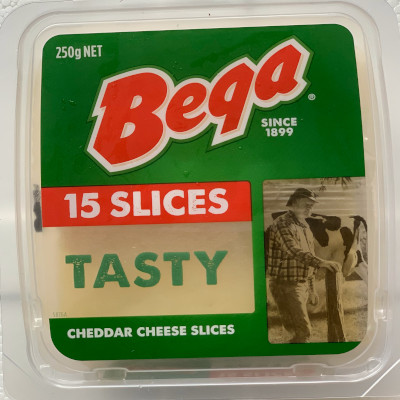 250g NET
Bega
SINCE
1899
15 SLICES
TASTY
CHEDDAR CHEESE SLICES